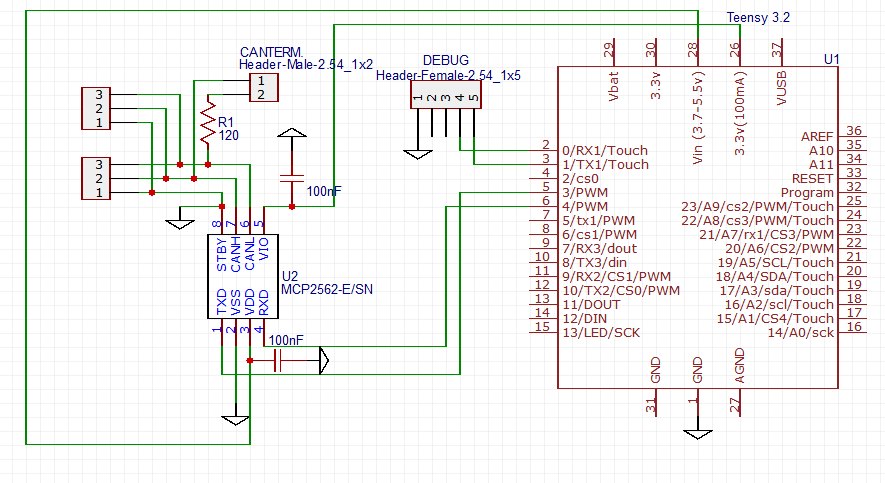 Teensy 3.2
U1
CANTERM.
Header-Male-2.54_1x2
1
2
DEBUG
Header-Female-2.54_1x5
1 2 3 4 5
3
2
1
3
2
1
R1
120
100nF
8 7 6 5
STBY CANH CANL VIO
U2
MCP2562-E/SN
TXD VSS VDD RXD
1 2 3 4
100nF
29 30 28 26 37
Vbat 3.3v Vin (3.7-5.5v) 3.3v(100mA) VUSB
2 0/RX1/Touch
3 1/TX1/Touch
4 2/cs0
5 3/PWM
6 4/PWM
7 5/tx1/PWM
8 6/cs1/PWM
9 7/RX3/dout
10 8/TX3/din
11 9/RX2/CS1/PWM
12 10/TX2/CS0/PWM
13 11/DOUT
14 12/DIN
15 13/LED/SCK
AREF 36
A10 35
A11 34
RESET 33
Program 32
23/A9/cs2/PWM/Touch 25
22/A8/cs3/PWM/Touch 24
21/A7/rx1/CS3/PWM 23
20/A6/CS2/PWM 22
19/A5/SCL/Touch 21
18/A4/SDA/Touch 20
17/A3/sda/Touch 19
16/A2/scl/Touch 18
15/A1/CS4/Touch 17
14/A0/sck 16
GND GND AGND
31 1 27